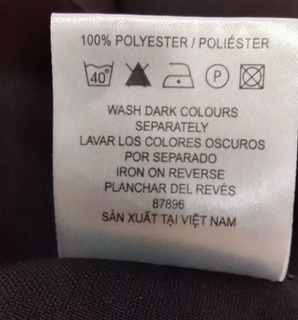 100% POLYESTER / POLIÉSTER
40° P
WASH DARK COLOURS
SEPARATELY
LAVAR LOS COLORES OSCUROS
POR SEPARADO
IRON ON REVERSE
PLANCHAR DEL REVÉS
87896
SẢN XUẤT TẠI VIỆT NAM